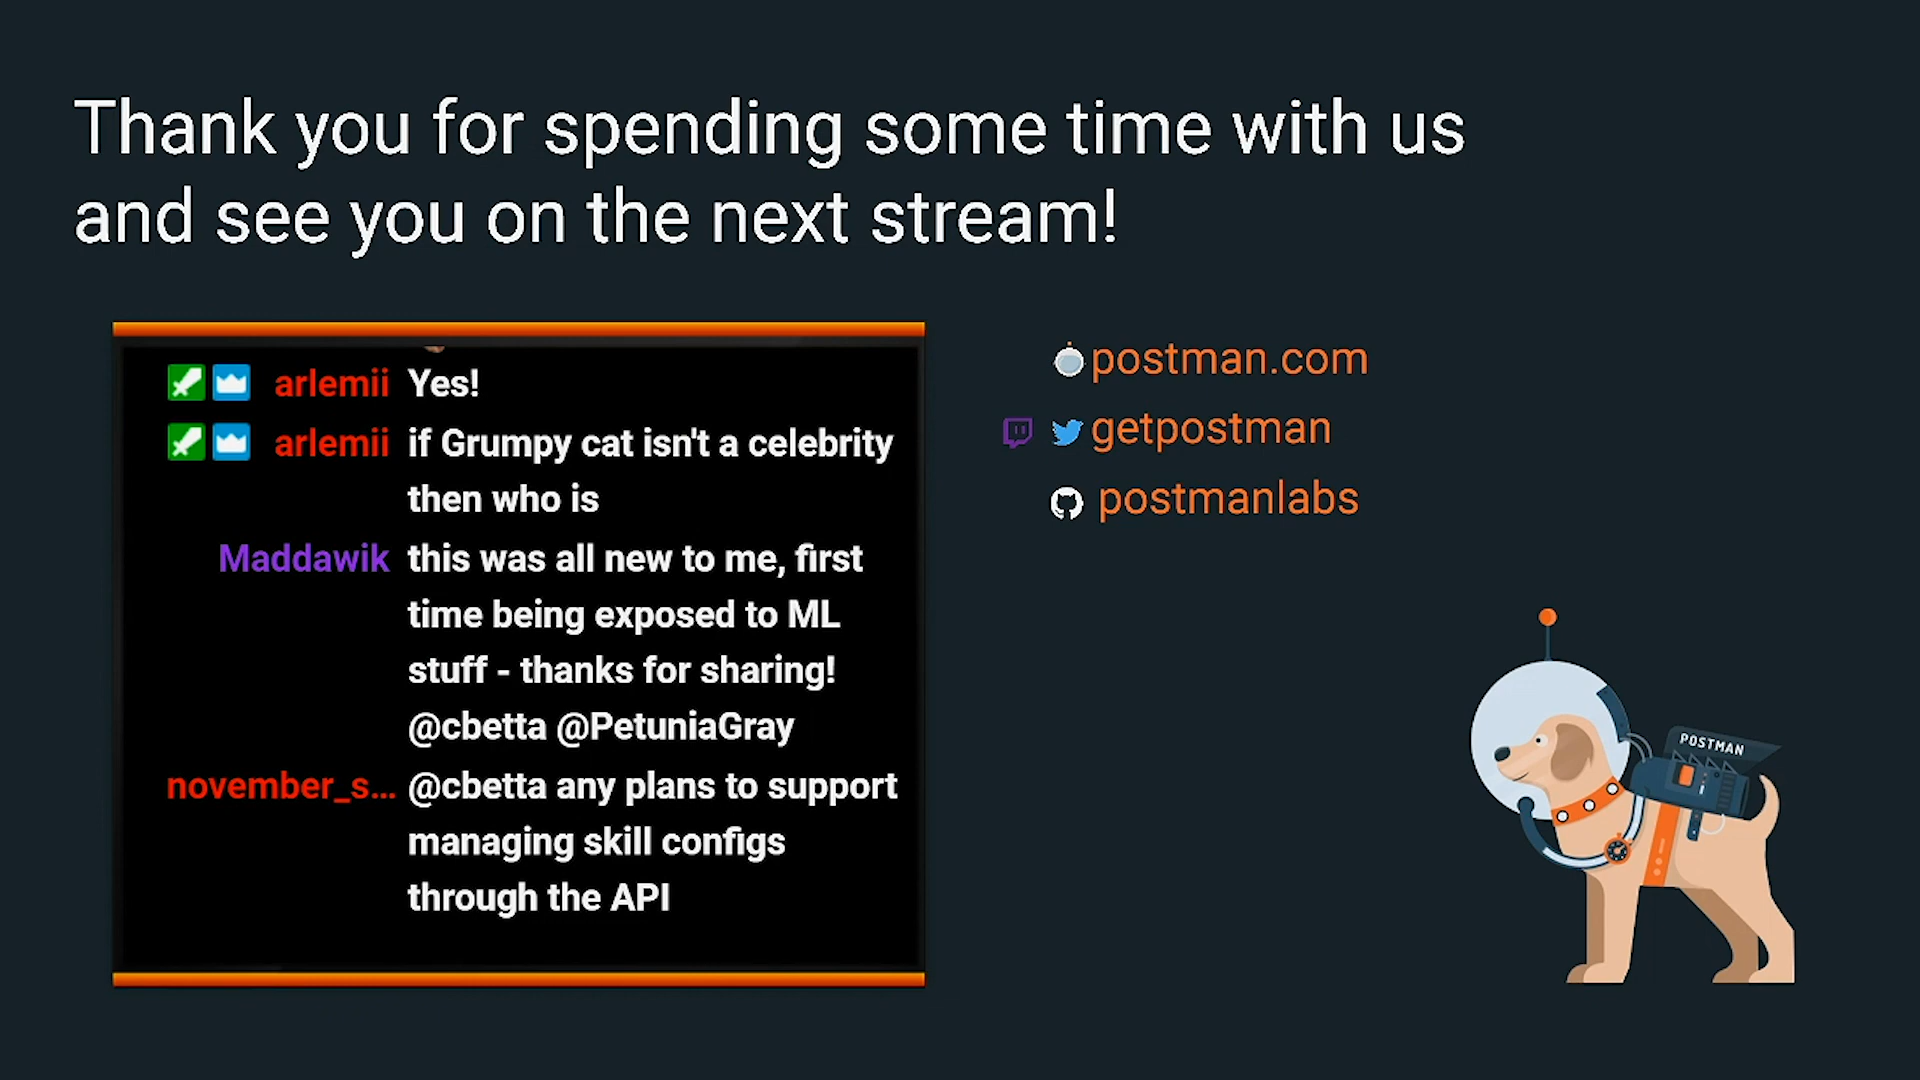 Thank you for spending some time with us
and see you on the next stream!
arlemii Yes!
arlemii if Grumpy cat isn't a celebrity
then who is
Maddawik this was all new to me, first
time being exposed to ML
stuff - thanks for sharing!
@cbetta @PetuniaGray
november_s... @cbetta any plans to support
managing skill configs
through the API
postman.com
getpostman
postmanlabs
POSTMAN